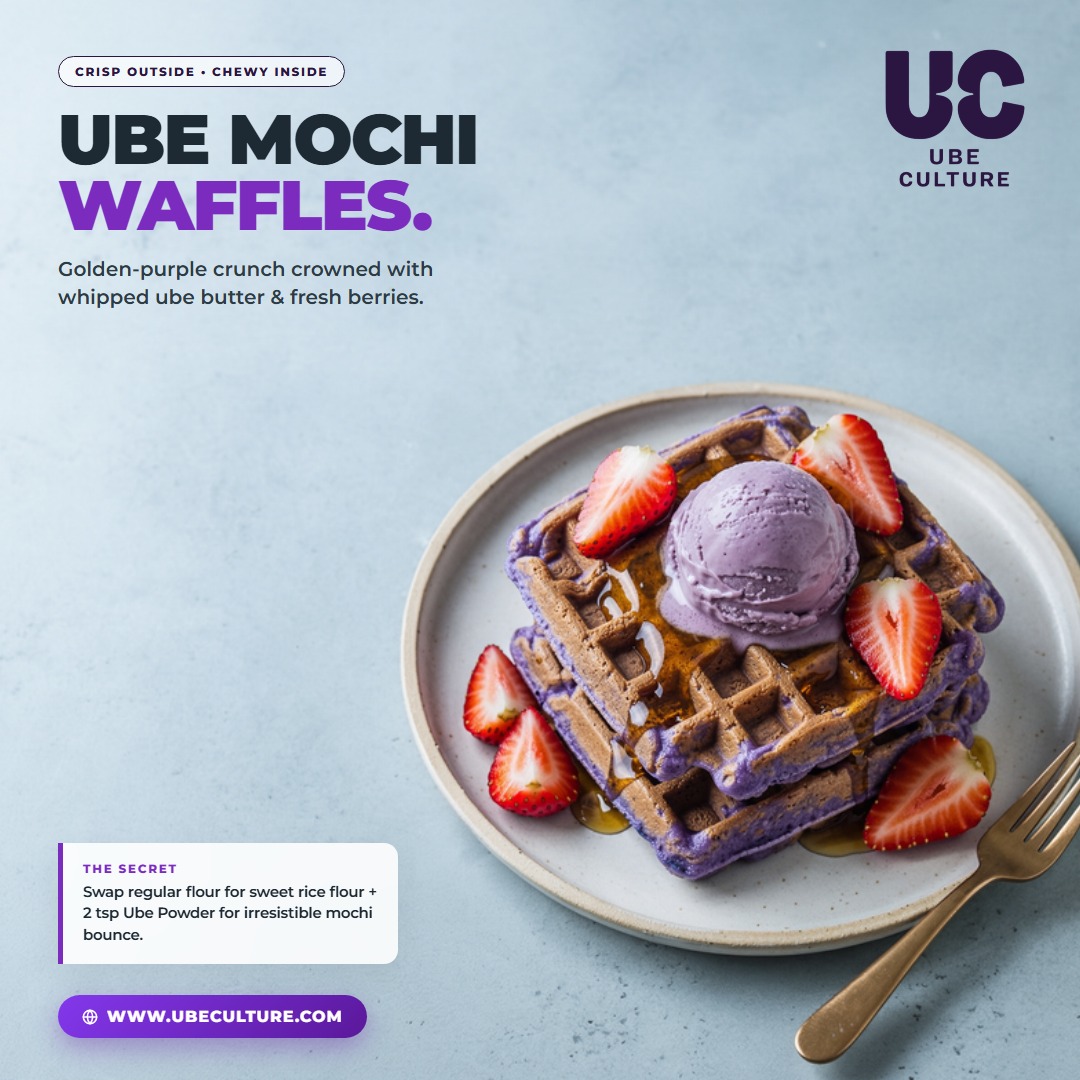 CRISP OUTSIDE • CHEWY INSIDE
UBE MOCHI
WAFFLES.
Golden-purple crunch crowned with
whipped ube butter & fresh berries.
UC
UBE
CULTURE
THE SECRET
Swap regular flour for sweet rice flour +
2 tsp Ube Powder for irresistible mochi
bounce.
WWW.UBECULTURE.COM